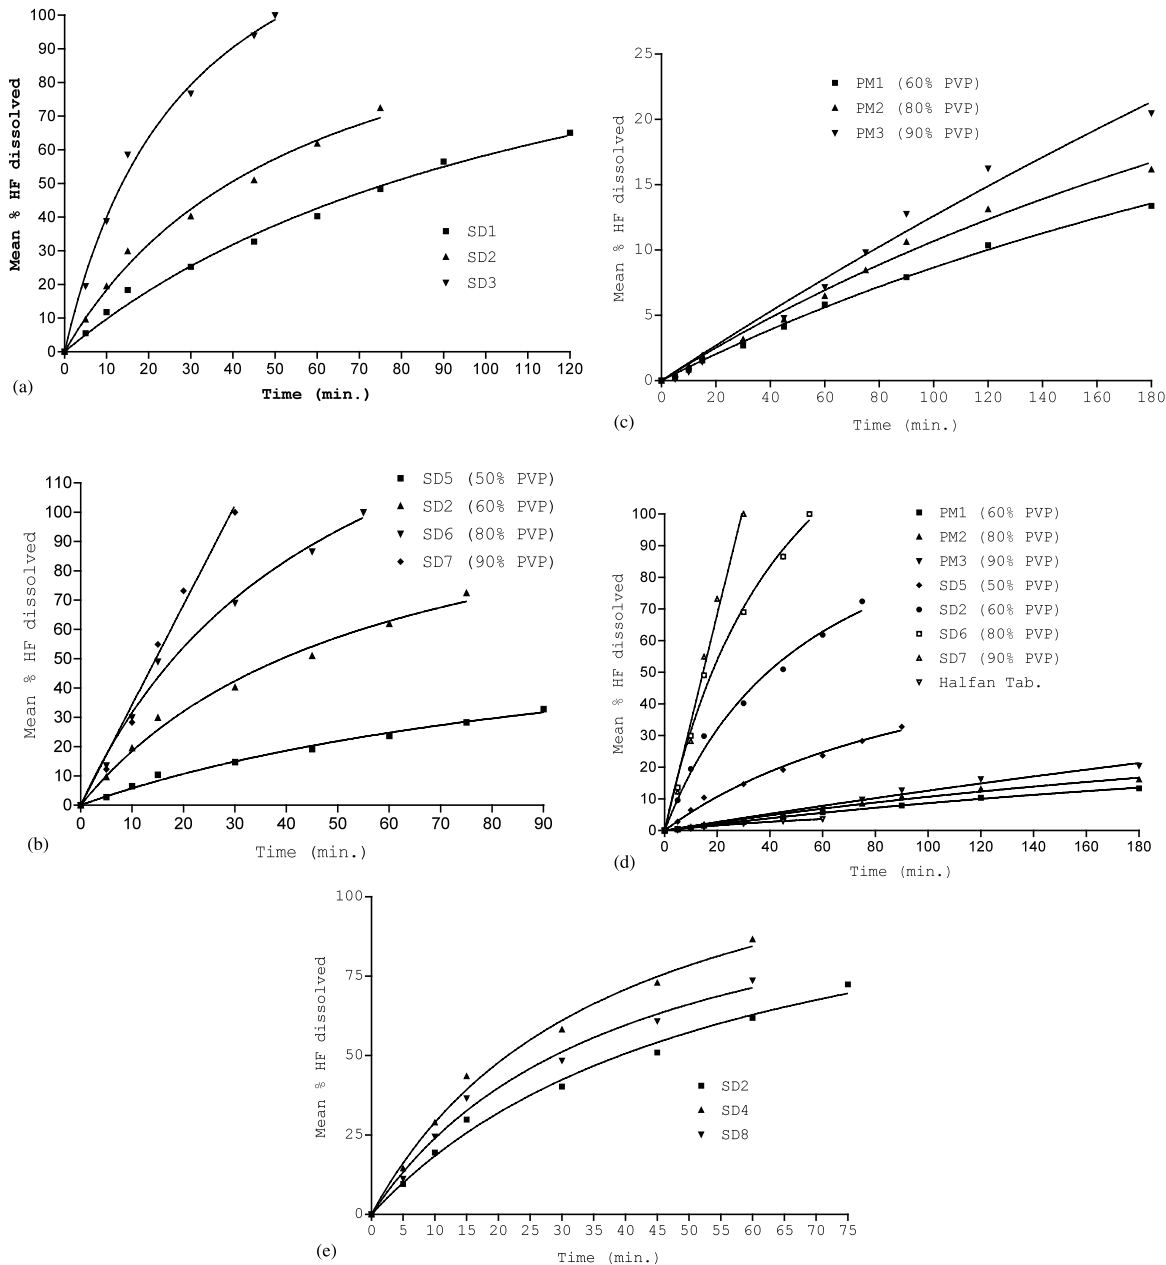 100
90
80
70
60
50
40
30
20
10
0
Mean % HF dissolved
SD1
SD2
SD3
0 10 20 30 40 50 60 70 80 90 100 110 120
Time (min.)
(a)
25
20
15
10
5
0
Mean % HF dissolved
PM1 (60% PVP)
PM2 (80% PVP)
PM3 (90% PVP)
0 20 40 60 80 100 120 140 160 180
Time (min.)
(c)
110
100
90
80
70
60
50
40
30
20
10
0
Mean % HF dissolved
SD5 (50% PVP)
SD2 (60% PVP)
SD6 (80% PVP)
SD7 (90% PVP)
0 10 20 30 40 50 60 70 80 90
Time (min.)
(b)
100
90
80
70
60
50
40
30
20
10
0
Mean % HF dissolved
PM1 (60% PVP)
PM2 (80% PVP)
PM3 (90% PVP)
SD5 (50% PVP)
SD2 (60% PVP)
SD6 (80% PVP)
SD7 (90% PVP)
Halfan Tab.
0 20 40 60 80 100 120 140 160 180
Time (min.)
(d)
100
75
50
25
0
Mean % HF dissolved
SD2
SD4
SD8
0 5 10 15 20 25 30 35 40 45 50 55 60 65 70 75
Time (min.)
(e)